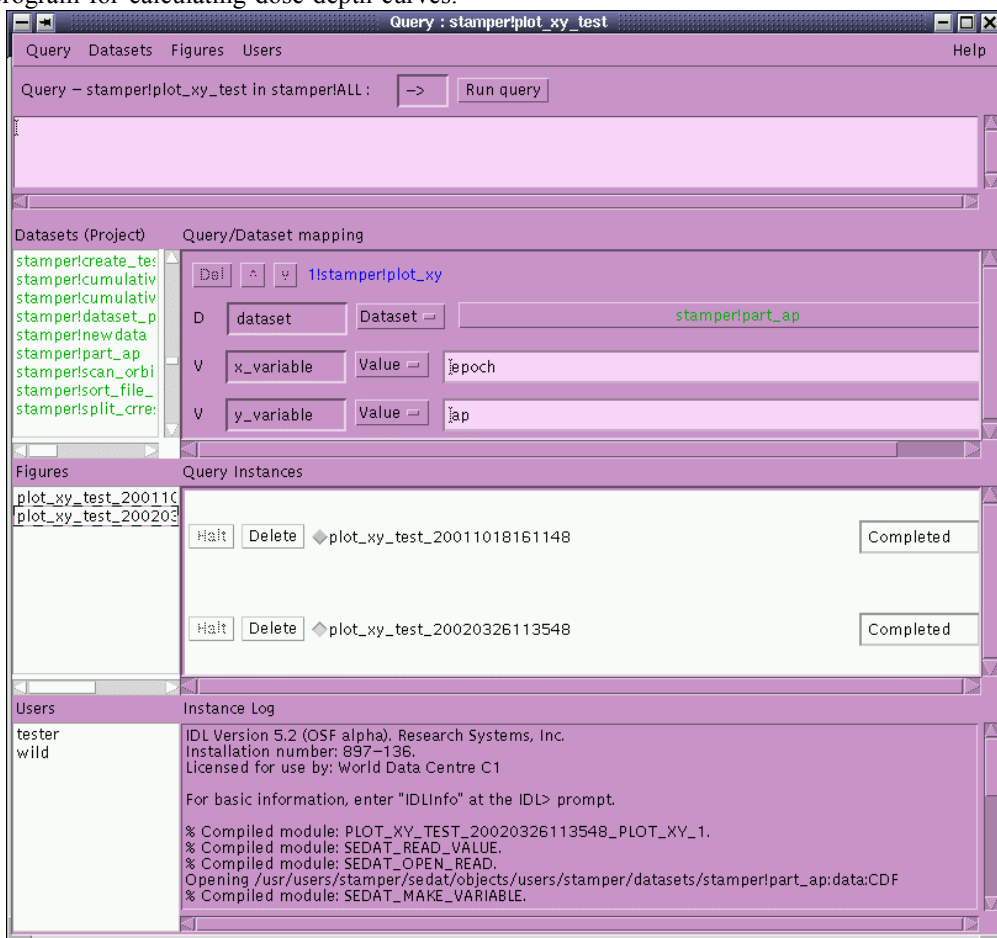 program for calculating dose depth curves.
Query : stamper!plot_xy_test
Query Datasets Figures Users Help
Query – stamper!plot_xy_test in stamper!ALL : –> Run query
Datasets (Project) Query/Dataset mapping
stamper!create_te
stamper!cumulativ
stamper!cumulativ
stamper!dataset_p
stamper!newdata
stamper!part_ap
stamper!scan_orbi
stamper!sort_file_
stamper!split_crre
Del ^ v 1!stamper!plot_xy
D dataset Dataset stamper!part_ap
V x_variable Value epoch
V y_variable Value ap
Figures Query Instances
plot_xy_test_20011
plot_xy_test_20020
Halt Delete plot_xy_test_20011018161148 Completed
Halt Delete plot_xy_test_20020326113548 Completed
Users Instance Log
tester
wild
IDL Version 5.2 (OSF alpha). Research Systems, Inc.
Installation number: 897–136.
Licensed for use by: World Data Centre C1
For basic information, enter "IDLInfo" at the IDL> prompt.
% Compiled module: PLOT_XY_TEST_20020326113548_PLOT_XY_1.
% Compiled module: SEDAT_READ_VALUE.
% Compiled module: SEDAT_OPEN_READ.
Opening /usr/users/stamper/sedat/objects/users/stamper/datasets/stamper!part_ap:data:CDF
% Compiled module: SEDAT_MAKE_VARIABLE.